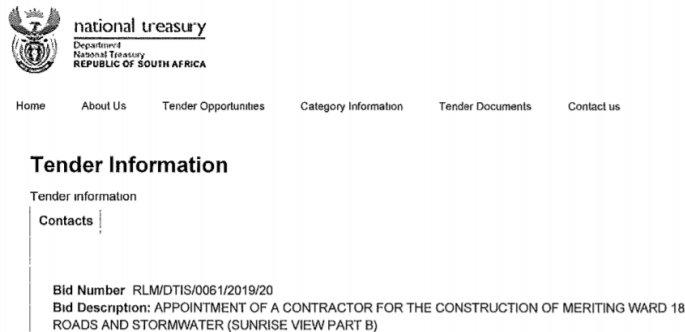 national treasury
Department
National Treasury
REPUBLIC OF SOUTH AFRICA
Home About Us Tender Opportunities Category Information Tender Documents Contact us
Tender Information
Tender information
Contacts
Bid Number RLM/DTIS/0061/2019/20
Bid Description: APPOINTMENT OF A CONTRACTOR FOR THE CONSTRUCTION OF MERITING WARD 18
ROADS AND STORMWATER (SUNRISE VIEW PART B)